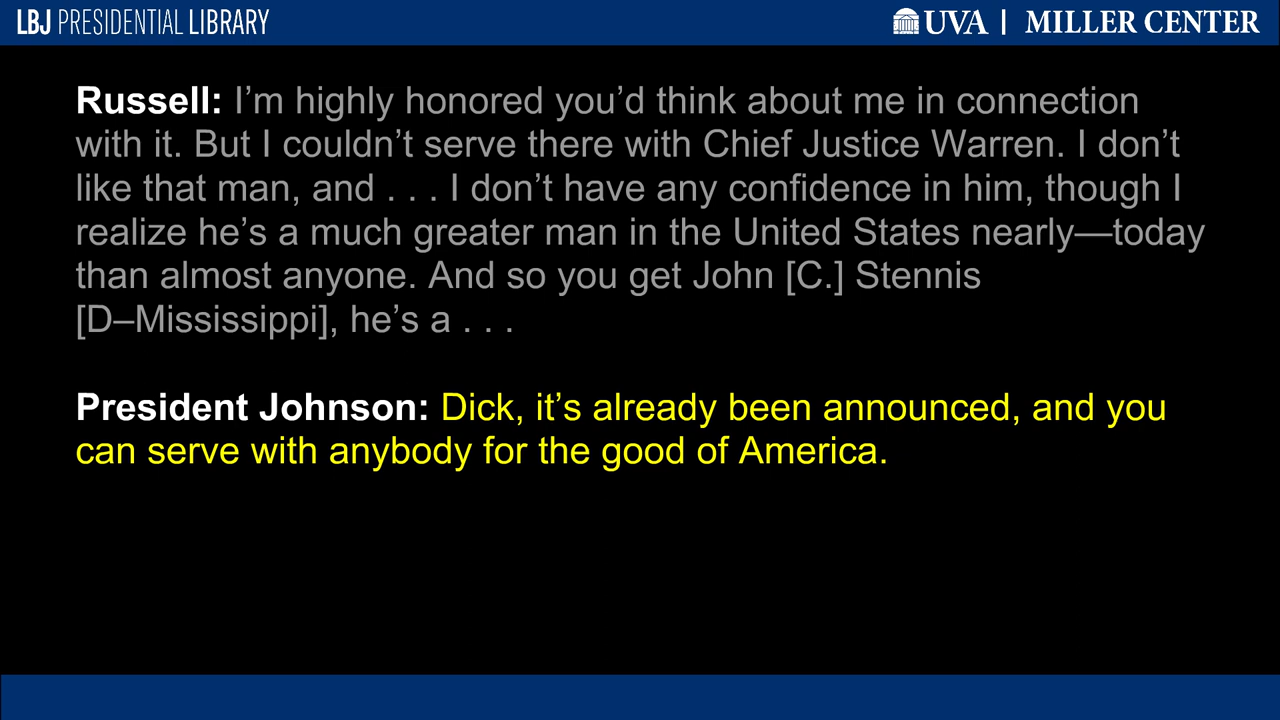 LBJ PRESIDENTIAL LIBRARY
UVA | MILLER CENTER
Russell: I’m highly honored you’d think about me in connection
with it. But I couldn’t serve there with Chief Justice Warren. I don’t
like that man, and . . . I don’t have any confidence in him, though I
realize he’s a much greater man in the United States nearly—today
than almost anyone. And so you get John [C.] Stennis
[D–Mississippi], he’s a . . .
President Johnson: Dick, it’s already been announced, and you
can serve with anybody for the good of America.